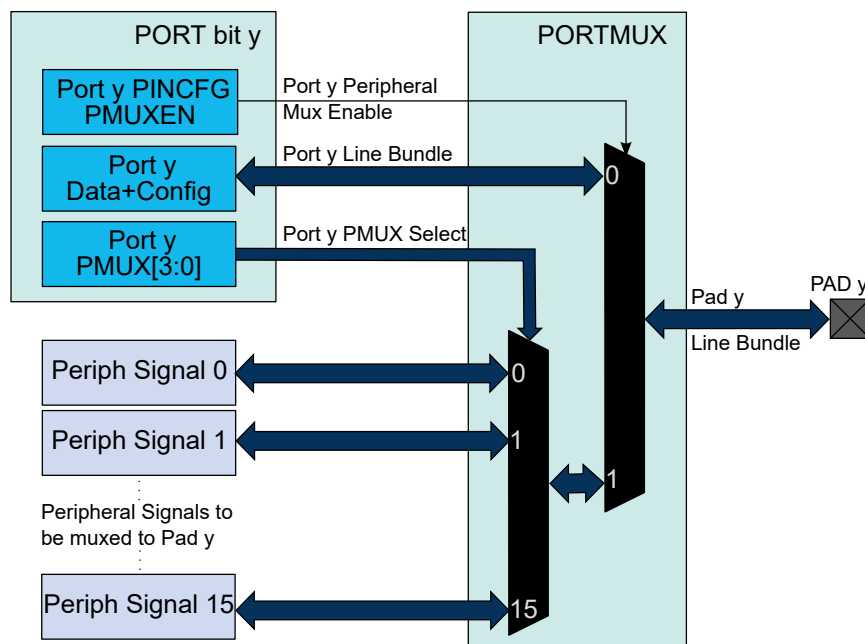 PORT bit y
PORTMUX
Port y PINCFG
PMUXEN
Port y Peripheral
Mux Enable
Port y
Data+Config
Port y Line Bundle
0
Port y
PMUX[3:0]
Port y PMUX Select
PAD y
Pad y
Line Bundle
Periph Signal 0
0
Periph Signal 1
1
1
Peripheral Signals to
be muxed to Pad y
Periph Signal 15
15